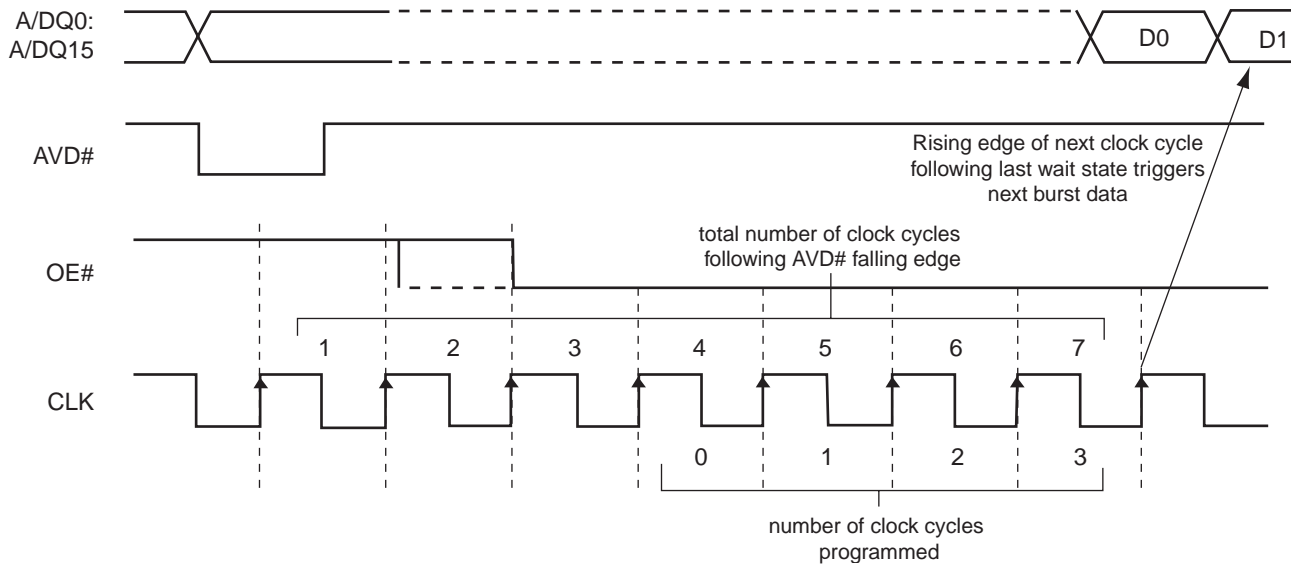 A/DQ0:
A/DQ15
D0
D1
AVD#
Rising edge of next clock cycle
following last wait state triggers
next burst data
total number of clock cycles
following AVD# falling edge
OE#
1 2 3 4 5 6 7
CLK
0 1 2 3
number of clock cycles
programmed